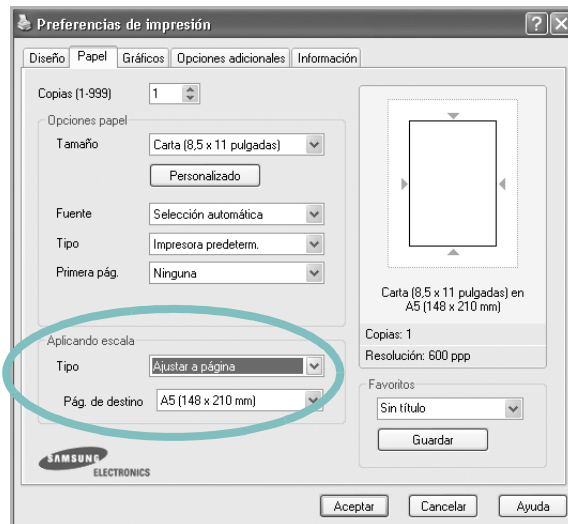 Preferencias de impresión
Diseño Papel Gráficos Opciones adicionales Información
Copias (1-999) 1
Opciones papel
Tamaño Carta (8,5 x 11 pulgadas)
Personalizado
Fuente Selección automática
Tipo Impresora predeterm.
Primera pág. Ninguna
Carta (8,5 x 11 pulgadas) en
A5 (148 x 210 mm)
Copias: 1
Resolución: 600 ppp
Aplicando escala
Tipo Ajustar a página
Pág. de destino A5 (148 x 210 mm)
Favoritos
Sin título
Guardar
SAMSUNG
ELECTRONICS
Aceptar Cancelar Ayuda